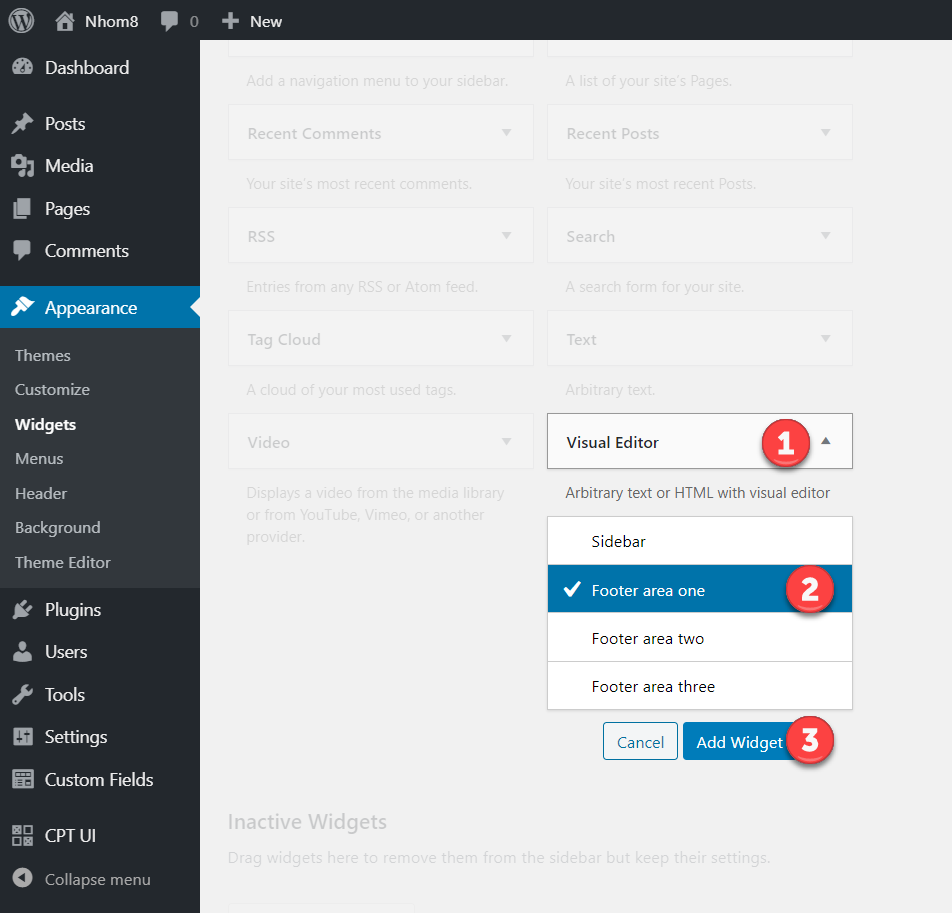 Nhom8 0 New
Dashboard
Posts
Media
Pages
Comments
Appearance
Themes
Customize
Widgets
Menus
Header
Background
Theme Editor
Plugins
Users
Tools
Settings
Custom Fields
CPT UI
Collapse menu
Add a navigation menu to your sidebar.
A list of your site's Pages.
Recent Comments
Recent Posts
Your site's most recent comments.
Your site's most recent Posts.
RSS
Search
Entries from any RSS or Atom feed.
A search form for your site.
Tag Cloud
Text
A cloud of your most used tags.
Arbitrary text.
Video
Visual Editor 1
Displays a video from the media library
or from YouTube, Vimeo, or another
provider.
Arbitrary text or HTML with visual editor
Sidebar
Footer area one 2
Footer area two
Footer area three
Cancel
Add Widget 3
Inactive Widgets
Drag widgets here to remove them from the sidebar but keep their settings.